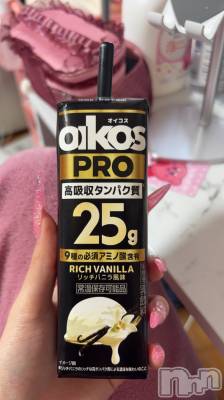 oikos
オイコス
PRO
高吸収タンパク質
25g
9種の必須アミノ酸含有
RICH VANILLA
リッチバニラ風味
常温保存可能品